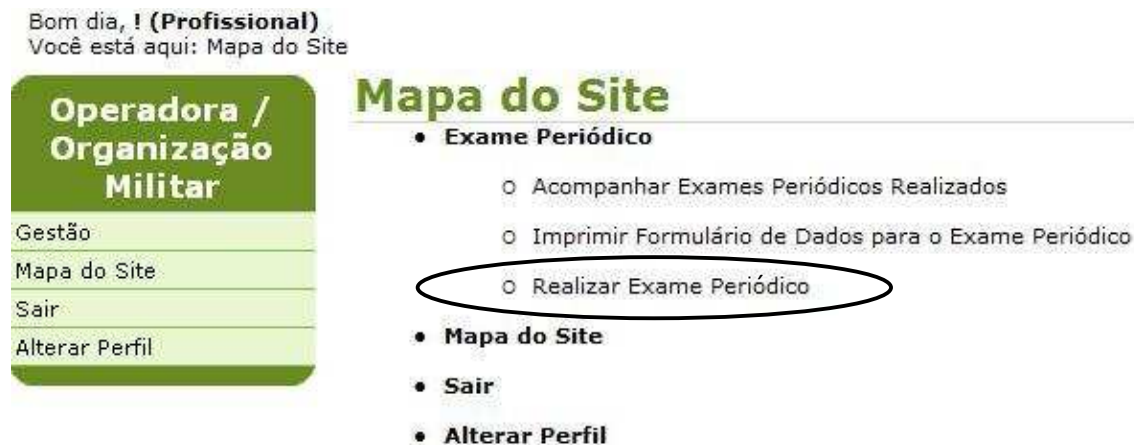 Bom dia, ! (Profissional)
Você está aqui: Mapa do Site
Operadora /
Organização
Militar
Gestão
Mapa do Site
Sair
Alterar Perfil
Mapa do Site
• Exame Periódico
o Acompanhar Exames Periódicos Realizados
o Imprimir Formulário de Dados para o Exame Periódico
o Realizar Exame Periódico
• Mapa do Site
• Sair
• Alterar Perfil